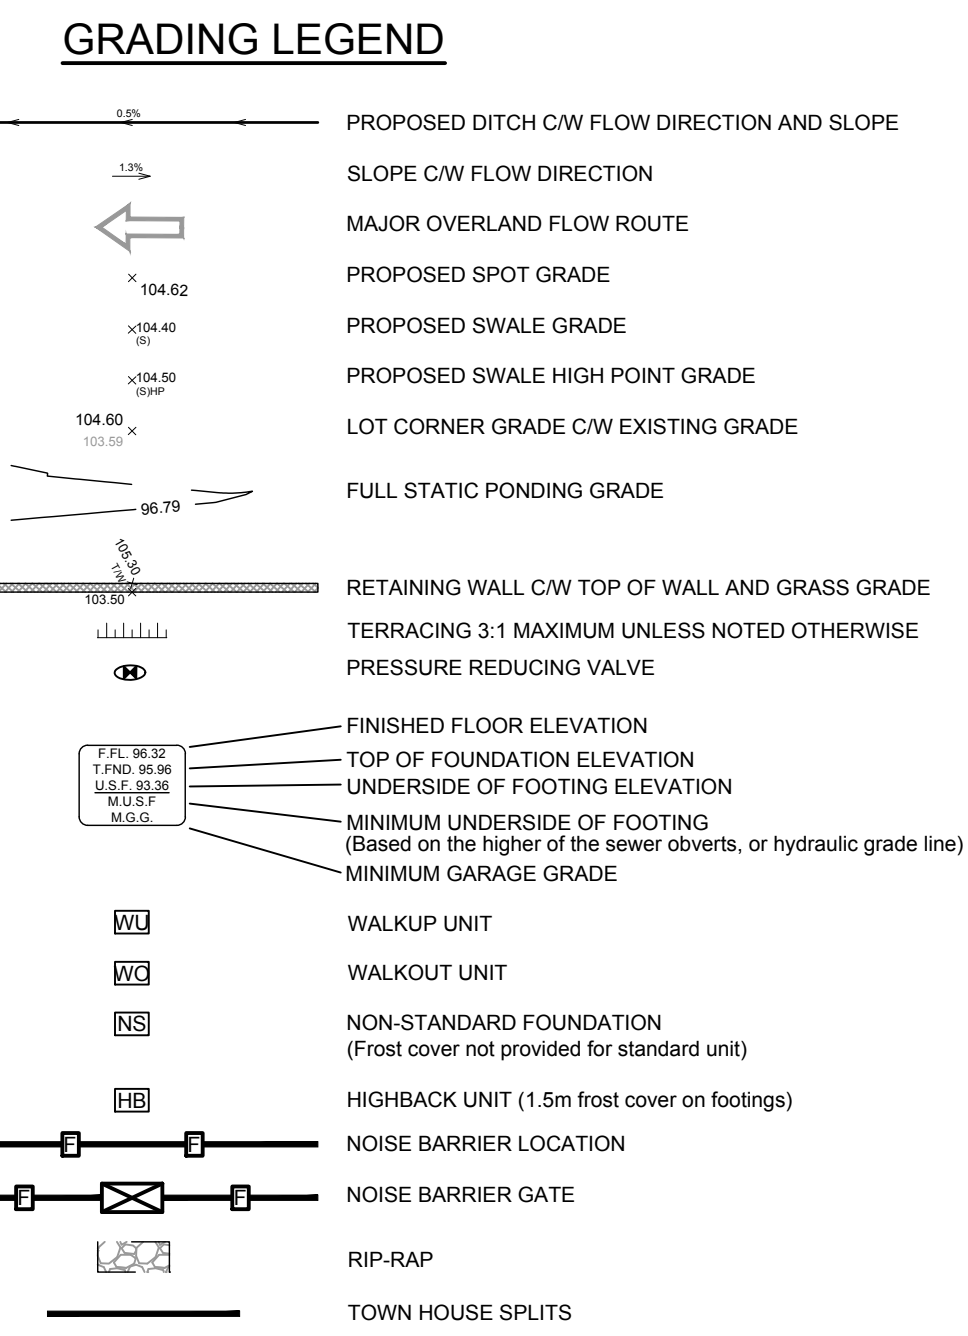 GRADING LEGEND
0.5%
PROPOSED DITCH C/W FLOW DIRECTION AND SLOPE
1.3%
SLOPE C/W FLOW DIRECTION
MAJOR OVERLAND FLOW ROUTE
104.62
PROPOSED SPOT GRADE
104.40
(S)
PROPOSED SWALE GRADE
104.50
(S)HP
PROPOSED SWALE HIGH POINT GRADE
104.60
103.59
LOT CORNER GRADE C/W EXISTING GRADE
96.79
FULL STATIC PONDING GRADE
105.30
T/W
103.50
RETAINING WALL C/W TOP OF WALL AND GRASS GRADE
TERRACING 3:1 MAXIMUM UNLESS NOTED OTHERWISE
PRESSURE REDUCING VALVE
F.FL. 96.32
T.FND. 95.96
U.S.F. 93.36
M.U.S.F
M.G.G.
FINISHED FLOOR ELEVATION
TOP OF FOUNDATION ELEVATION
UNDERSIDE OF FOOTING ELEVATION
MINIMUM UNDERSIDE OF FOOTING
(Based on the higher of the sewer obverts, or hydraulic grade line)
MINIMUM GARAGE GRADE
WU
WALKUP UNIT
WO
WALKOUT UNIT
NS
NON-STANDARD FOUNDATION
(Frost cover not provided for standard unit)
HB
HIGHBACK UNIT (1.5m frost cover on footings)
F F
NOISE BARRIER LOCATION
F F
NOISE BARRIER GATE
RIP-RAP
TOWN HOUSE SPLITS